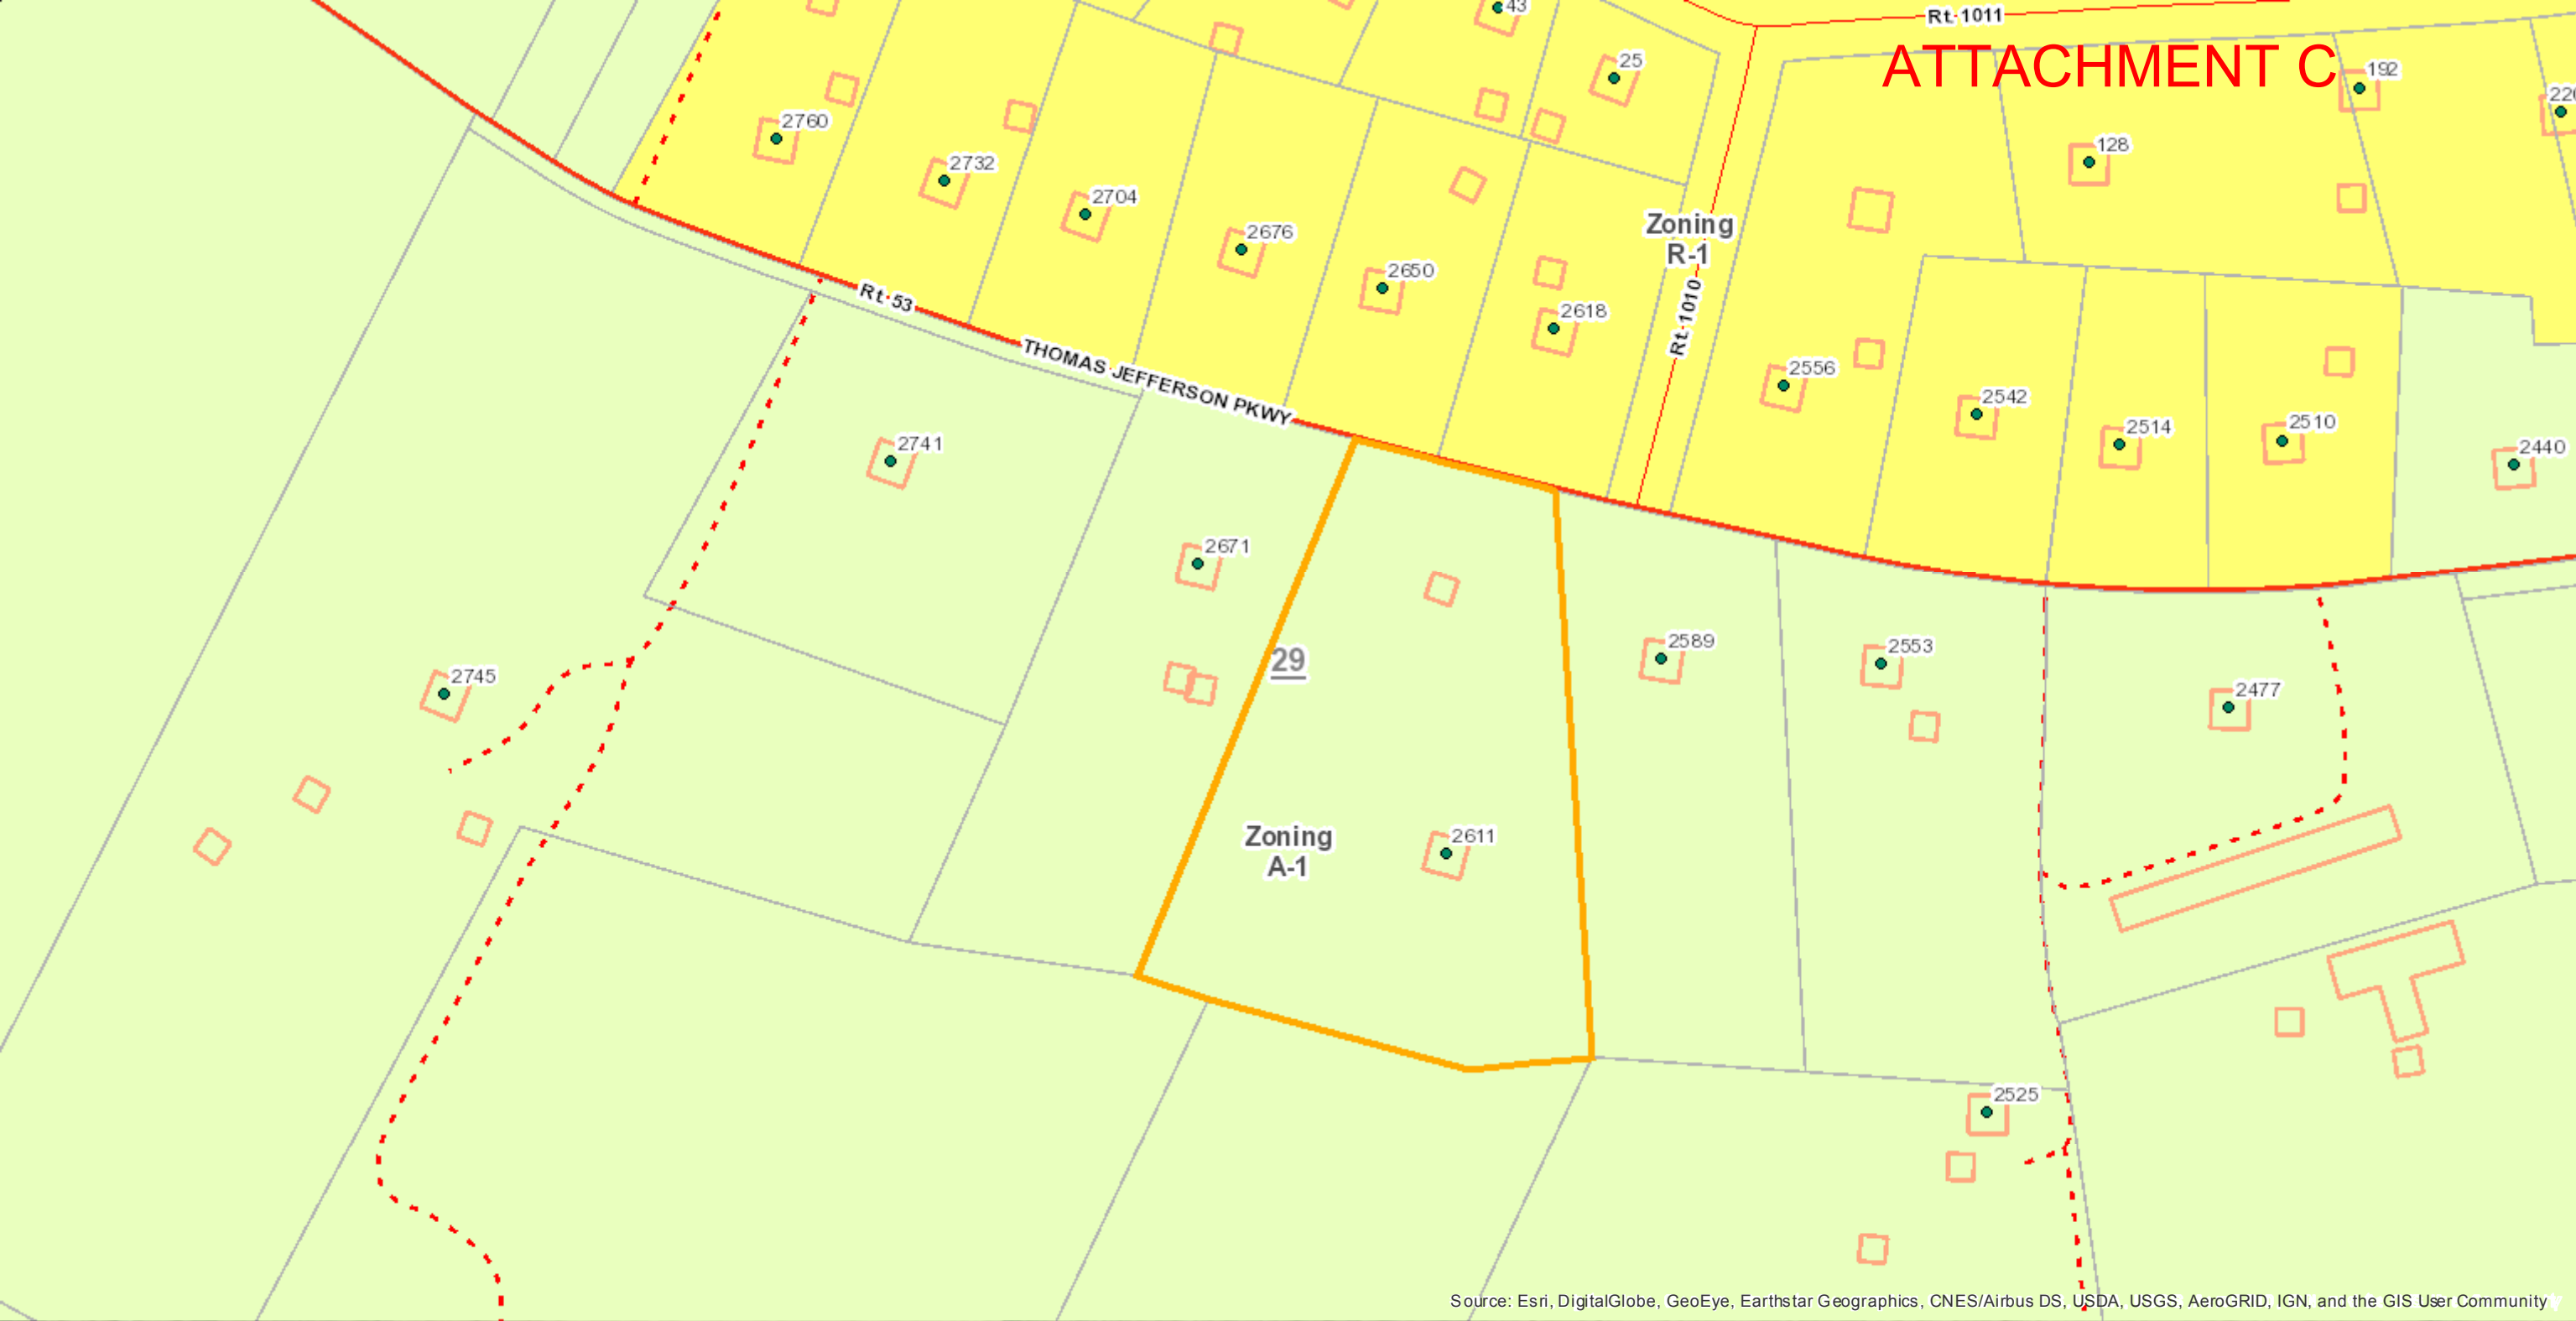 43
Rt. 1011
ATTACHMENT C
25
192
2760
128
2732
2704
Zoning
R-1
2676
2650
Rt. 53
2618
Rt. 1010
THOMAS JEFFERSON PKWY
2556
2542
2514
2510
2741
2440
2671
2589
2553
29
2745
2477
Zoning
A-1
2611
2525
Source: Esri, DigitalGlobe, GeoEye, Earthstar Geographics, CNES/Airbus DS, USDA, USGS, AeroGRID, IGN, and the GIS User Community